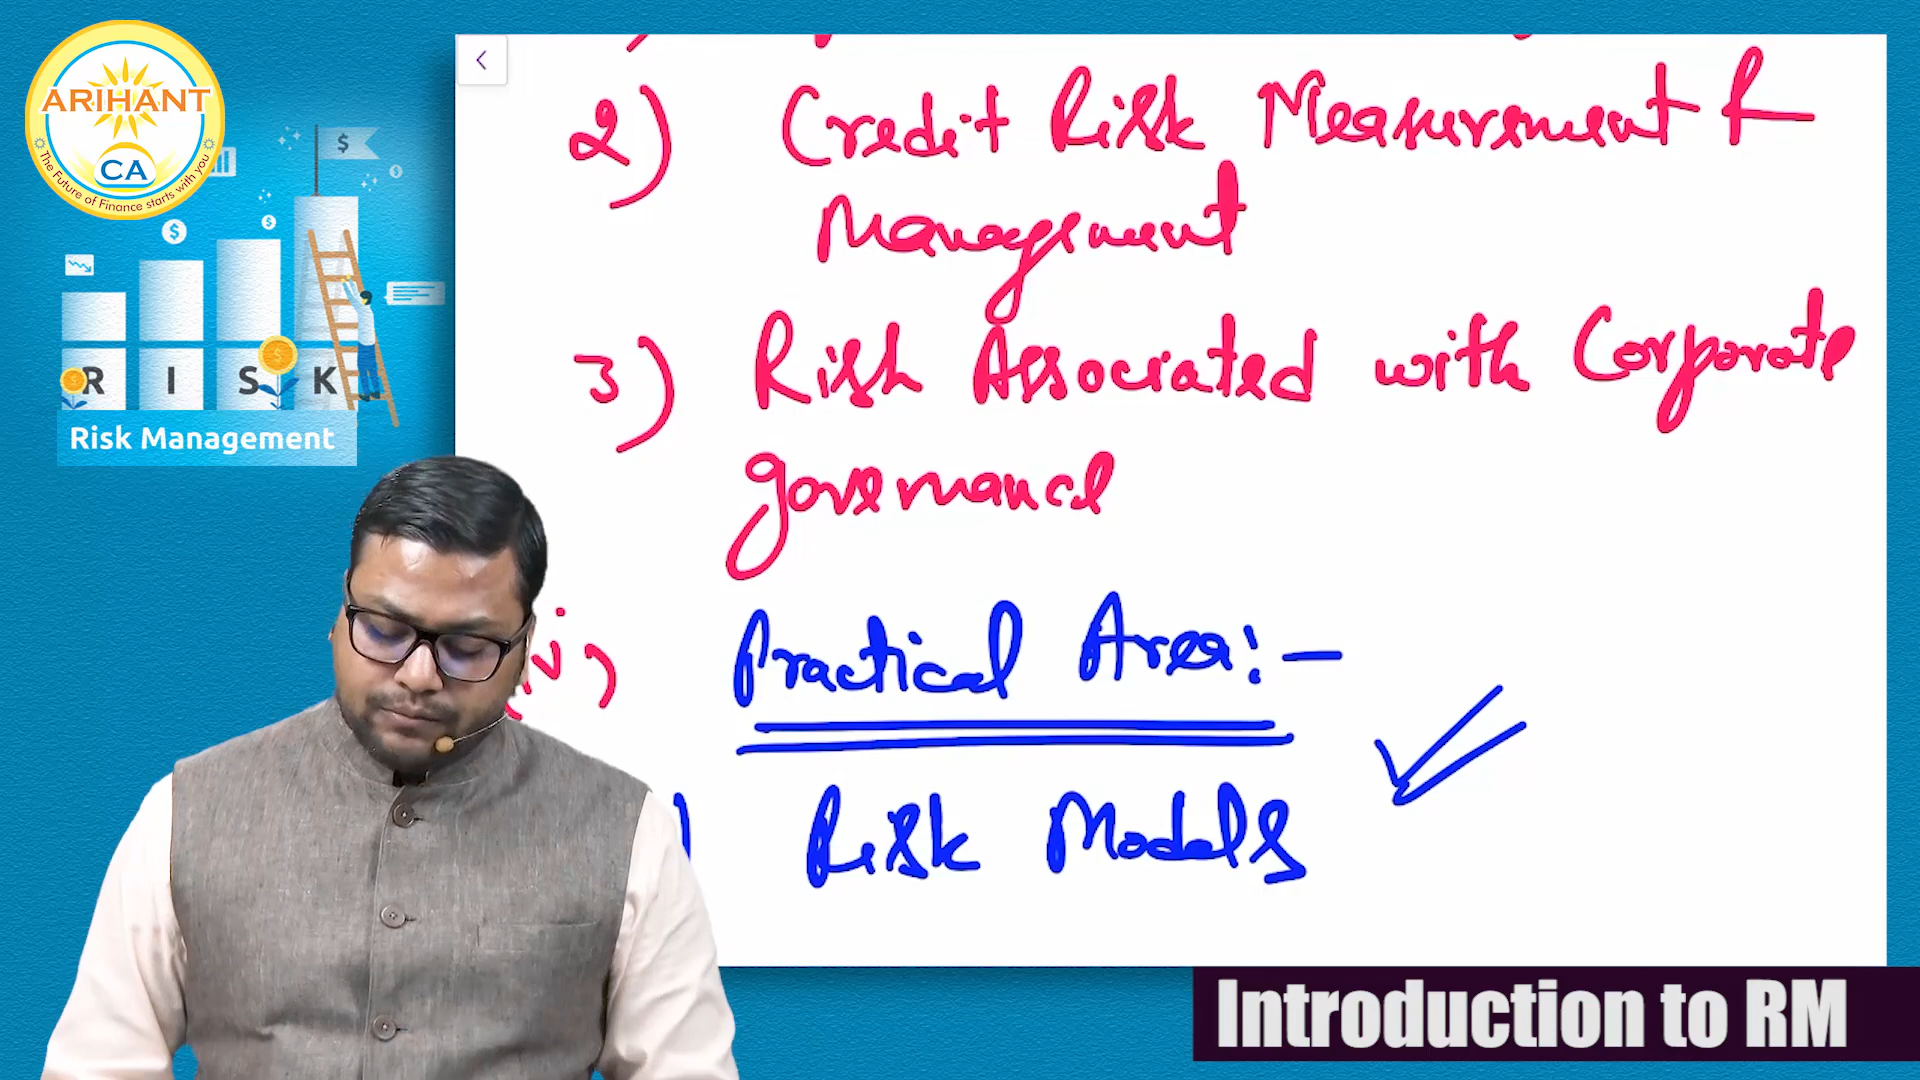 ARIHANT
CA
The Future of Finance starts with you
$
$
$
$
$
R I S K
Risk Management
2) Credit Risk Measurement &
Management
3) Risk Associated with Corporate
governance
iv) Practical Area:-
Risk Models
Introduction to RM